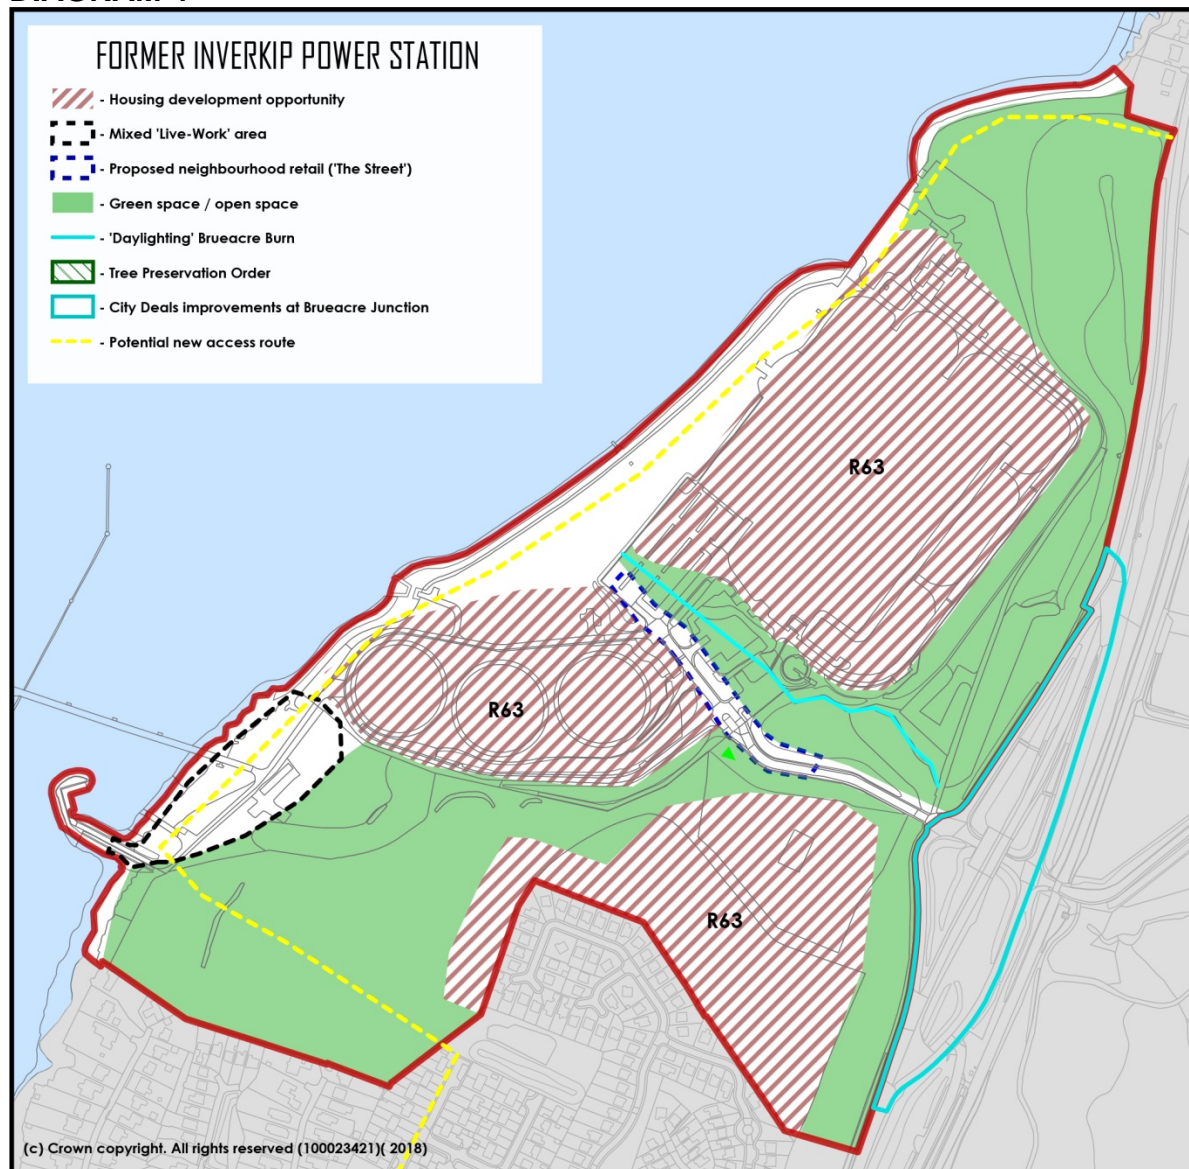 FORMER INVERKIP POWER STATION
- Housing development opportunity
- Mixed 'Live-Work' area
- Proposed neighbourhood retail ('The Street')
- Green space / open space
- 'Daylighting' Brueacre Burn
- Tree Preservation Order
- City Deals improvements at Brueacre Junction
- Potential new access route
R63
R63
R63
(c) Crown copyright. All rights reserved (100023421)( 2018)